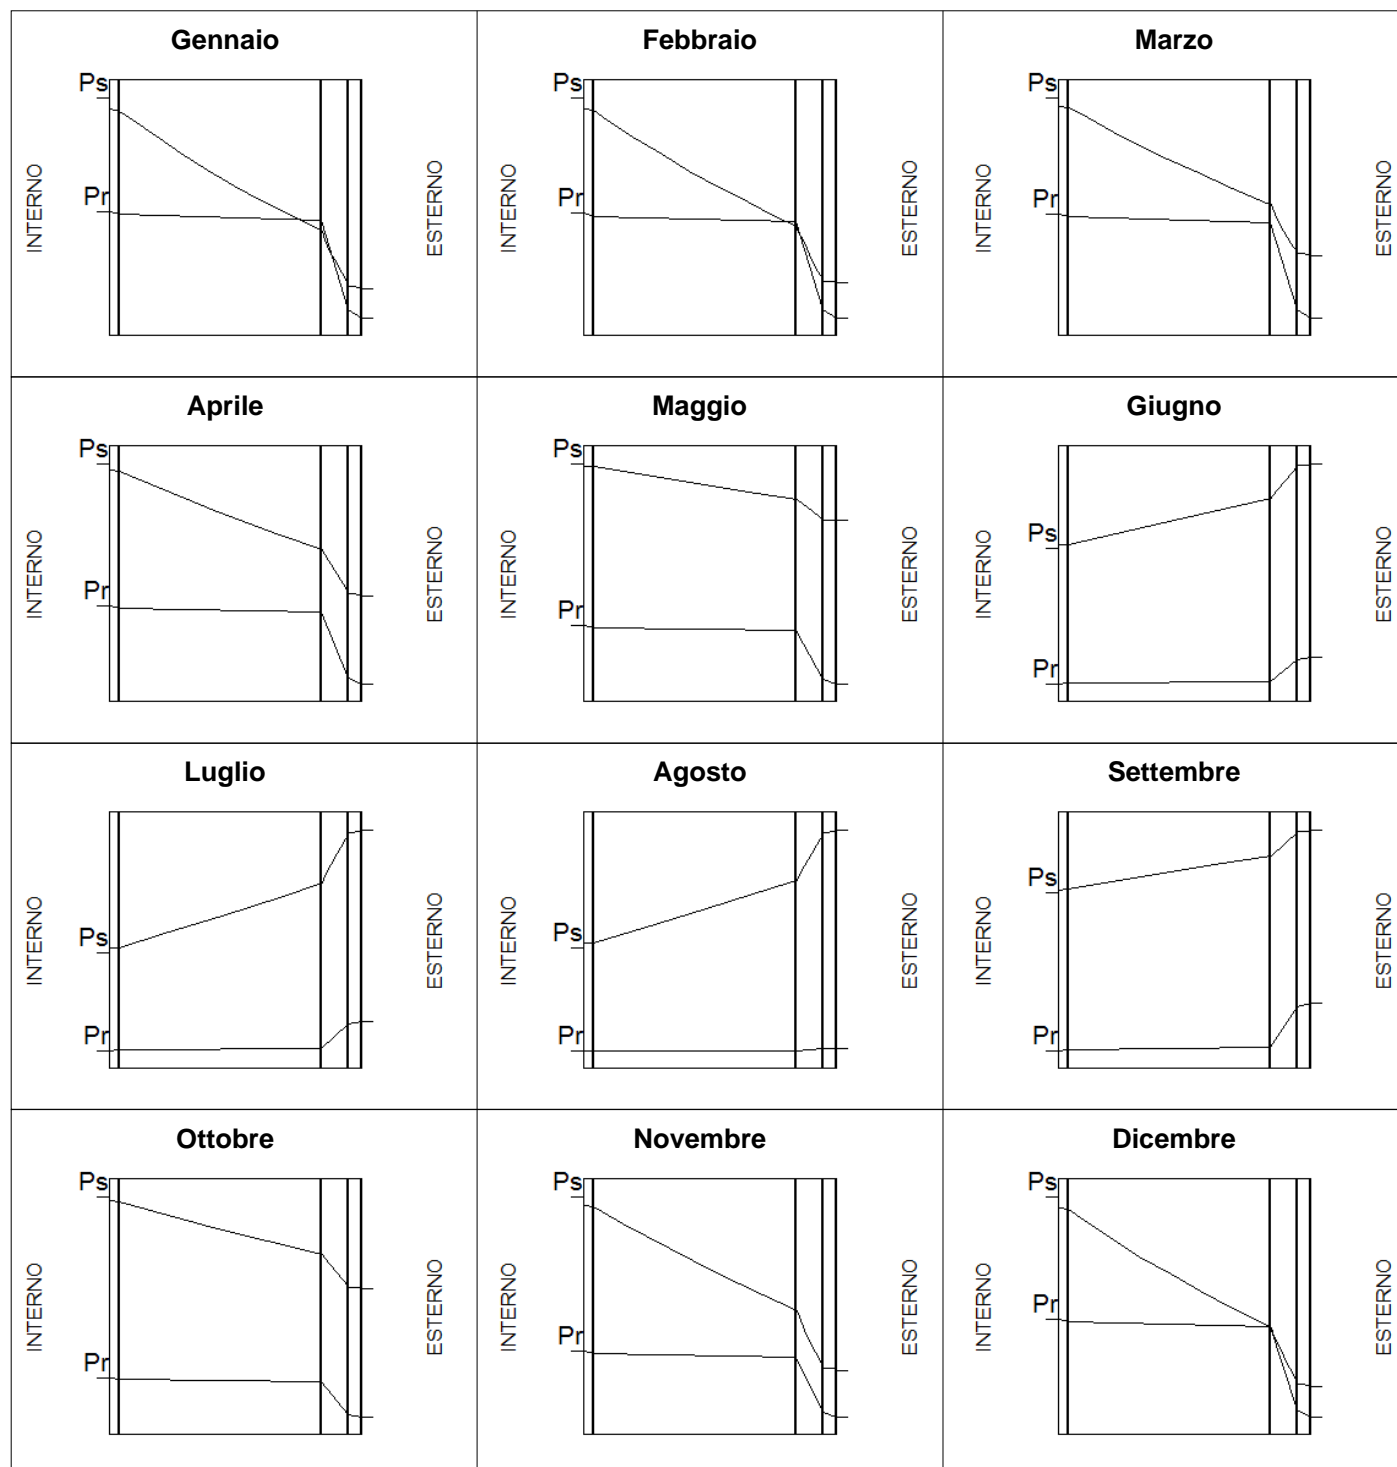 Gennaio
Ps
Pr
INTERNO
ESTERNO
Febbraio
Ps
Pr
INTERNO
ESTERNO
Marzo
Ps
Pr
INTERNO
ESTERNO
Aprile
Ps
Pr
INTERNO
ESTERNO
Maggio
Ps
Pr
INTERNO
ESTERNO
Giugno
Ps
Pr
INTERNO
ESTERNO
Luglio
Ps
Pr
INTERNO
ESTERNO
Agosto
Ps
Pr
INTERNO
ESTERNO
Settembre
Ps
Pr
INTERNO
ESTERNO
Ottobre
Ps
Pr
INTERNO
ESTERNO
Novembre
Ps
Pr
INTERNO
ESTERNO
Dicembre
Ps
Pr
INTERNO
ESTERNO